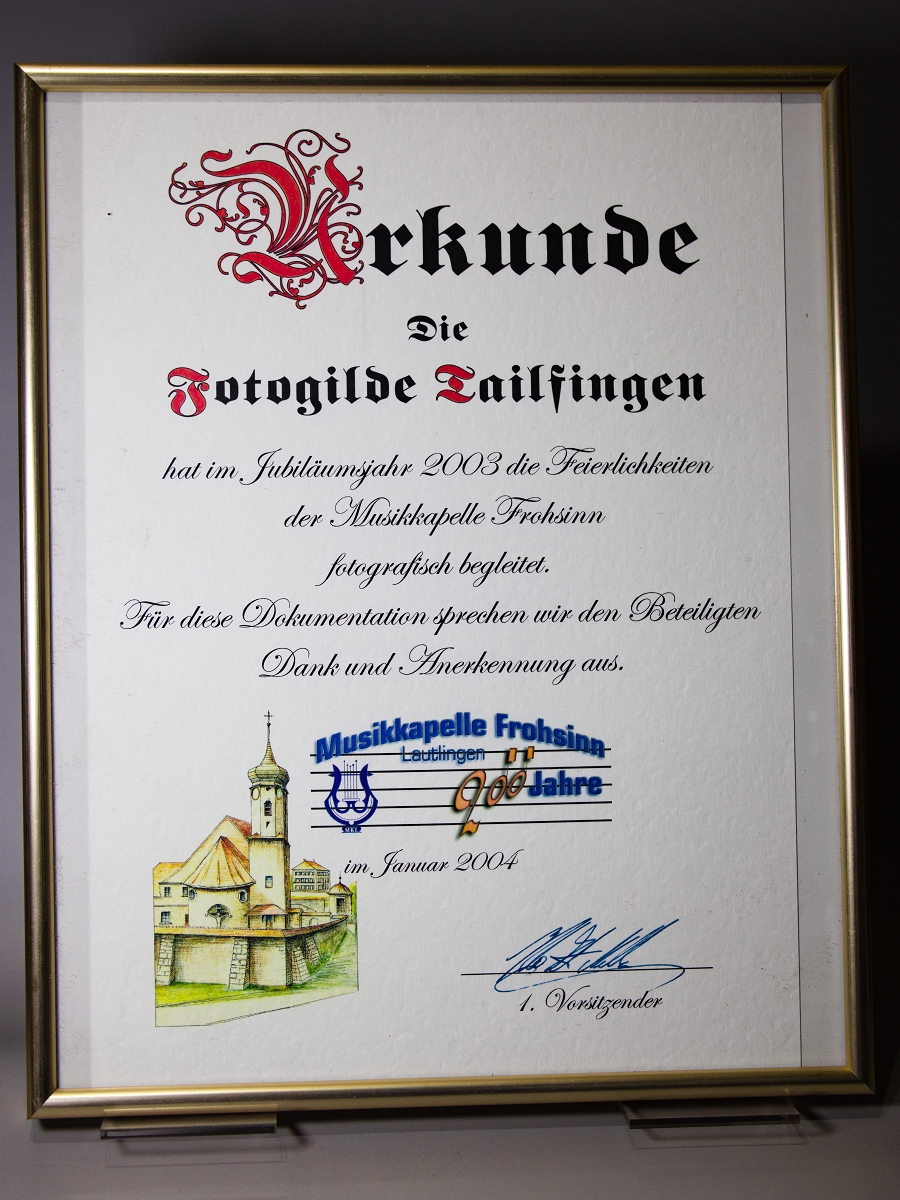 Urkunde
Die
Fotogilde Tailfingen
hat im Jubiläumsjahr 2003 die Feierlichkeiten
der Musikkapelle Frohsinn
fotografisch begleitet.
Für diese Dokumentation sprechen wir den Beteiligten
Dank und Anerkennung aus.
Musikkapelle Frohsinn
Lautlingen
200 Jahre
MKL
im Januar 2004
1. Vorsitzender